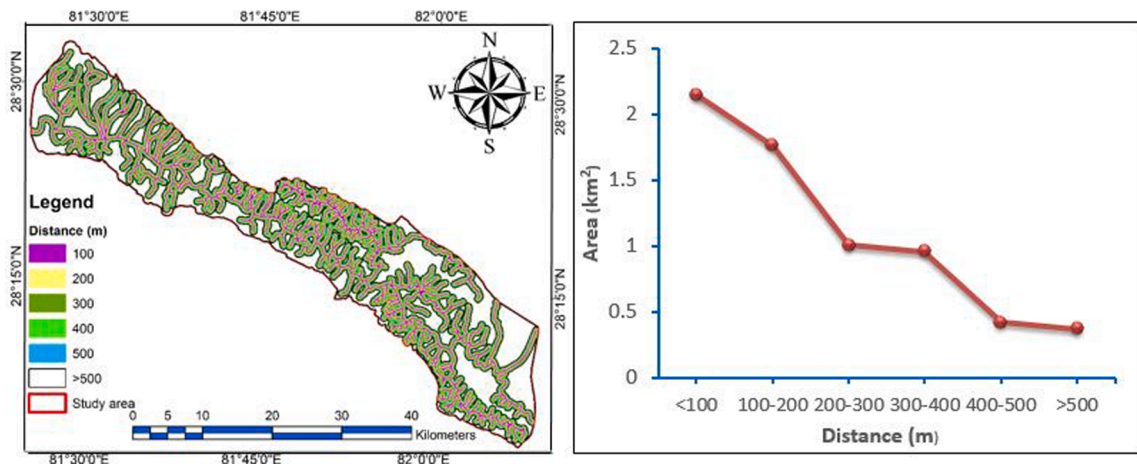 81°30'0"E 81°45'0"E 82°0'0"E
28°30'0"N
28°15'0"N
28°30'0"N
28°15'0"N
N
W E
S
Legend
Distance (m)
100
200
300
400
500
>500
Study area
0 5 10 20 30 40
Kilometers
81°30'0"E 81°45'0"E 82°0'0"E
2.5
2
1.5
1
0.5
0
Area (km²)
<100 100-200 200-300 300-400 400-500 >500
Distance (m)